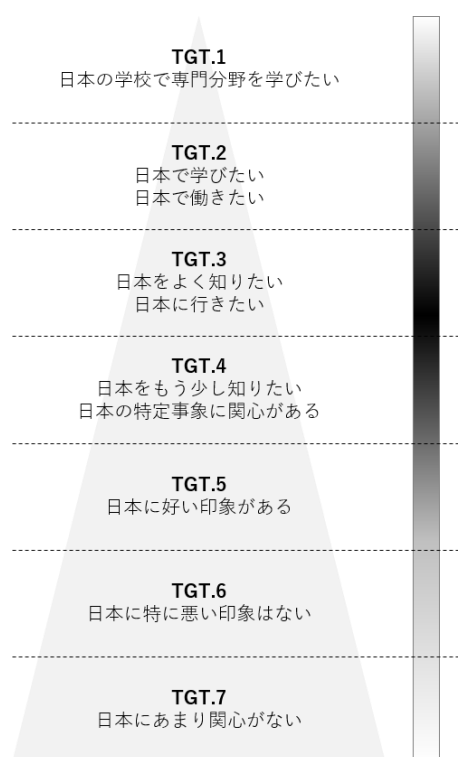 TGT.1
日本の学校で専門分野を学びたい
TGT.2
日本で学びたい
日本で働きたい
TGT.3
日本をよく知りたい
日本に行きたい
TGT.4
日本をもう少し知りたい
日本の特定事象に関心がある
TGT.5
日本に好い印象がある
TGT.6
日本に特に悪い印象はない
TGT.7
日本にあまり関心がない